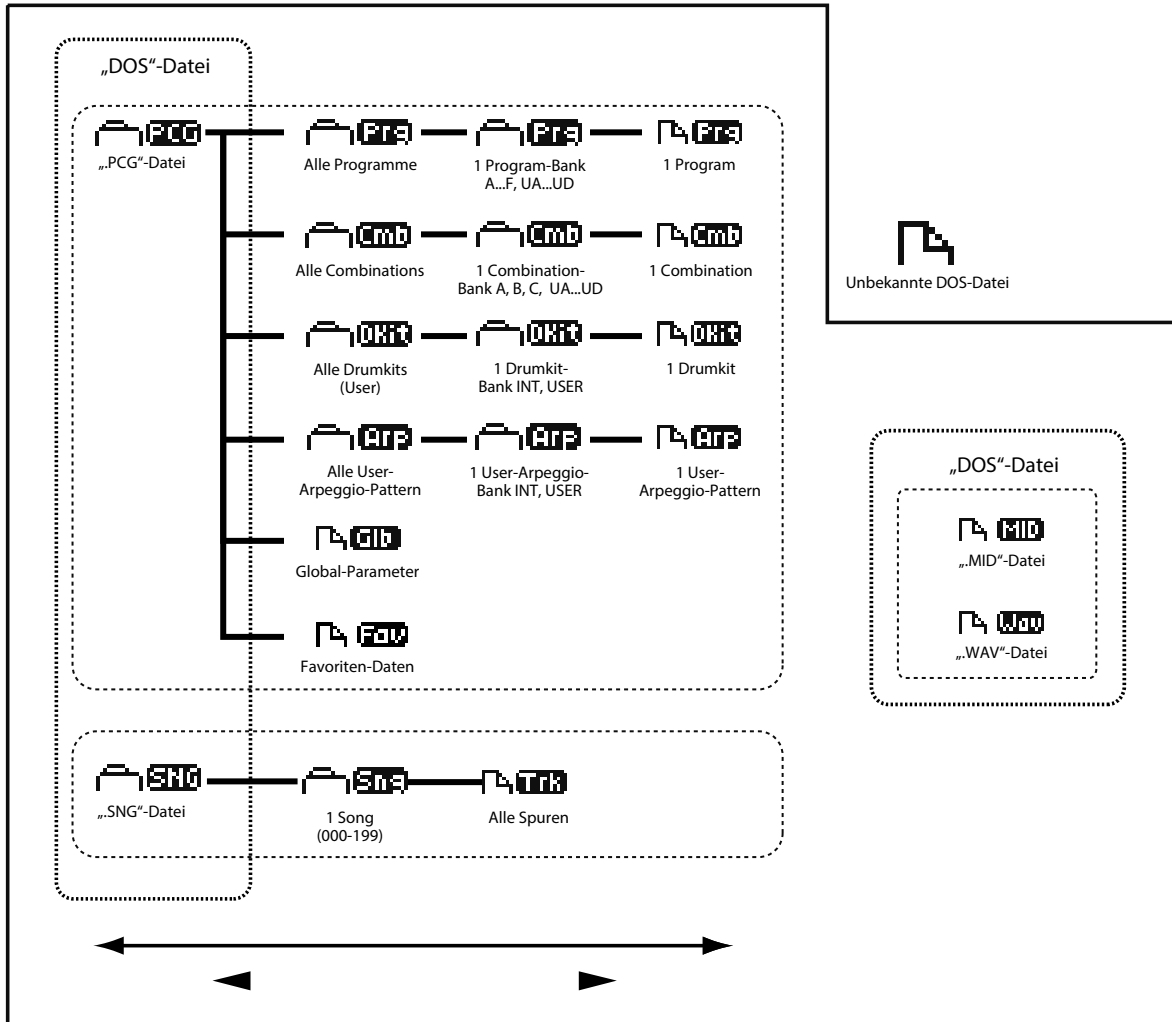 „DOS“-Datei
PCG
„.PCG“-Datei
Prg
Alle Programme
Prg
1 Program-Bank
A...F, UA...UD
Prg
1 Program
Cmb
Alle Combinations
Cmb
1 Combination-
Bank A, B, C, UA...UD
Cmb
1 Combination
DKit
Alle Drumkits
(User)
DKit
1 Drumkit-
Bank INT, USER
DKit
1 Drumkit
Arp
Alle User-
Arpeggio-Pattern
Arp
1 User-Arpeggio-
Bank INT, USER
Arp
1 User-
Arpeggio-Pattern
Glb
Global-Parameter
Fav
Favoriten-Daten
SNG
„.SNG“-Datei
Sng
1 Song
(000-199)
Trk
Alle Spuren
Unbekannte DOS-Datei
„DOS“-Datei
MID
„.MID“-Datei
Wav
„.WAV“-Datei